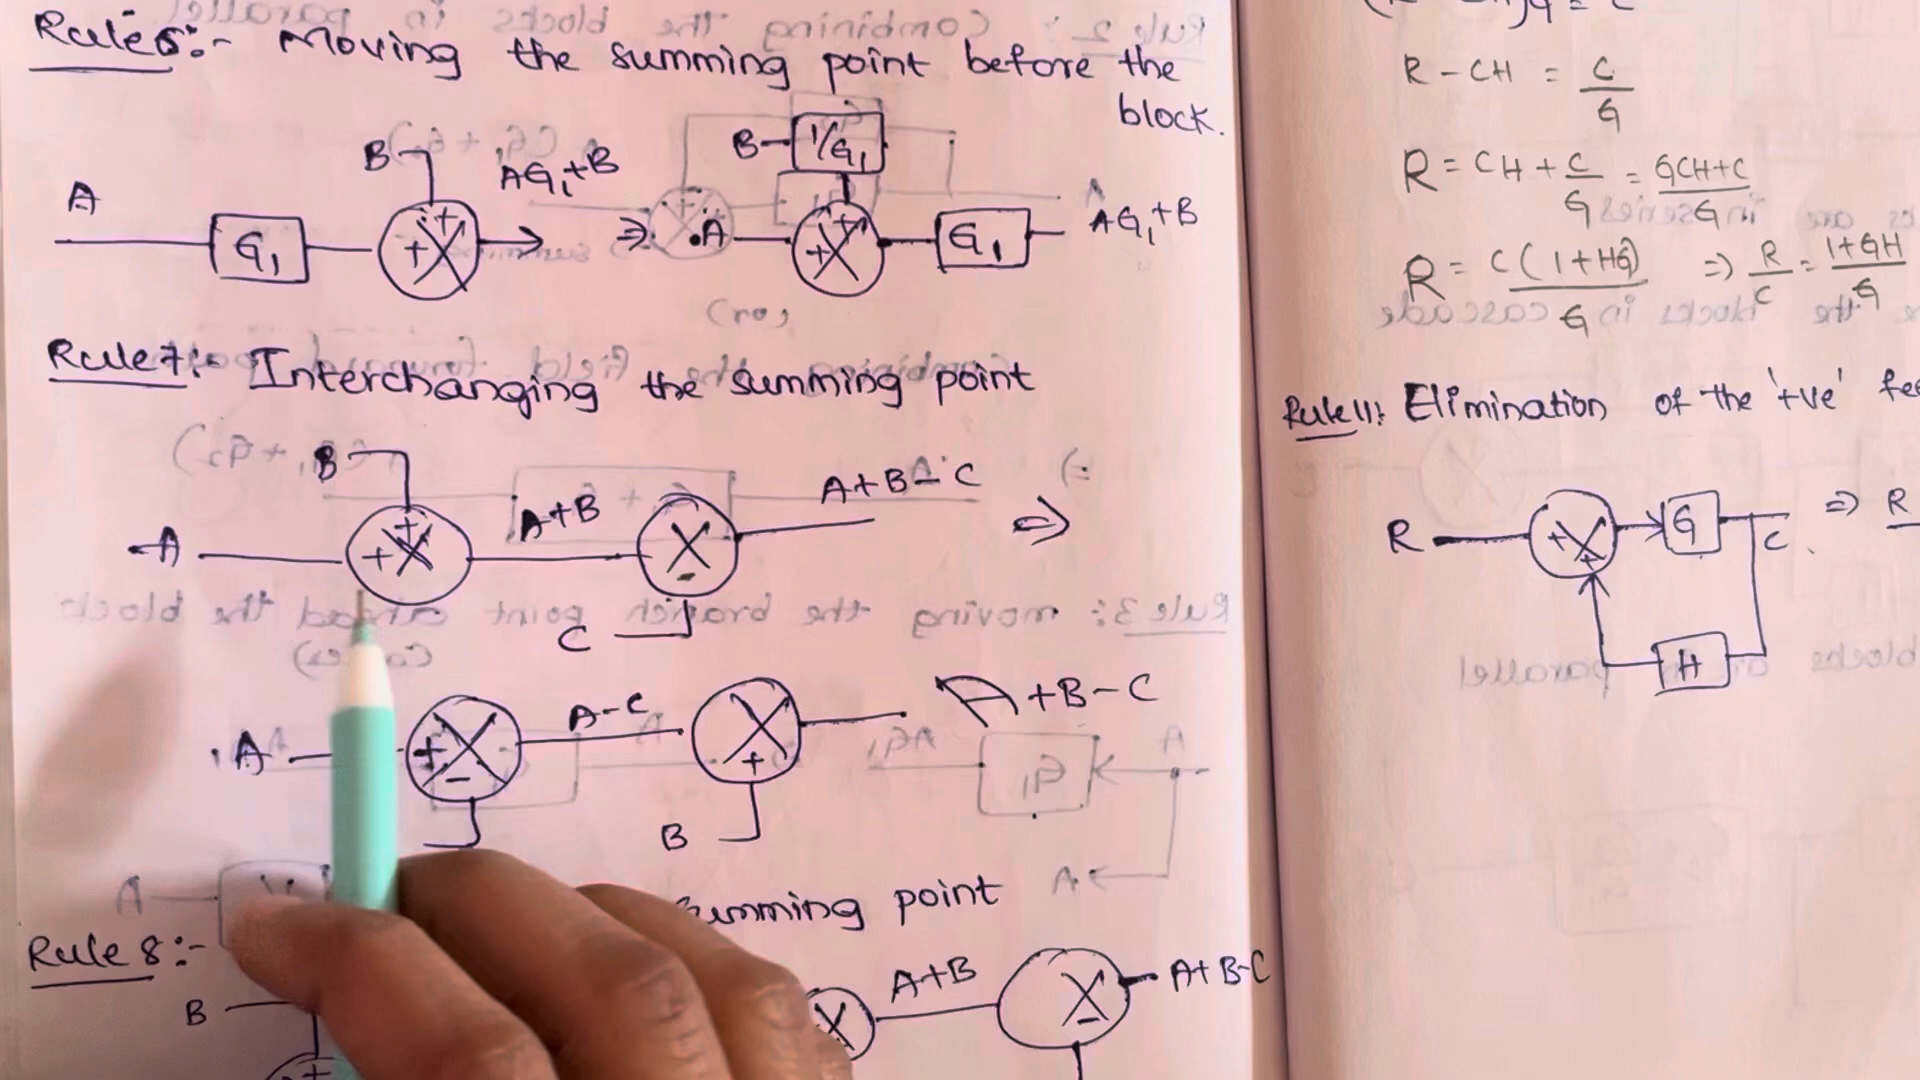 Rule 6:- Moving the summing point before the
block.
A
B
AG₁+B
G₁
+
+
⇒
B
1/G₁
A
+
+
G₁
AG₁+B
Rule 7:- Interchanging the summing point
B
A
+
+
A+B
-
C
A+B-C
⇒
A
+
-
A-C
+
B
A+B-C
summing point
Rule 8:-
B
+
A+B
-
A+B-C
R-CH = C/G
R = CH + C/G = GCH+C/G
R = C(1+HG)/G ⇒ R/C = 1+GH/G
Rule 11: Elimination of the '+ve'
R
+
+
G
C
⇒ R
H